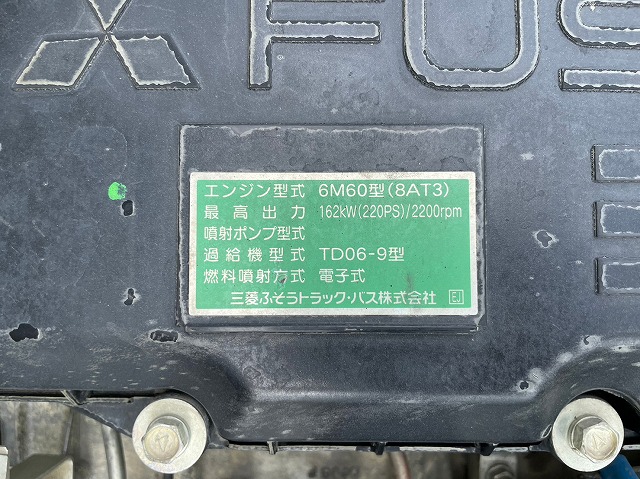 FUS
エンジン型式 6M60型(8AT3)
最高出力 162kW(220PS)/2200rpm
噴射ポンプ型式
過給機型式 TD06-9型
燃料噴射方式 電子式
三菱ふそうトラック・バス株式会社 EJ